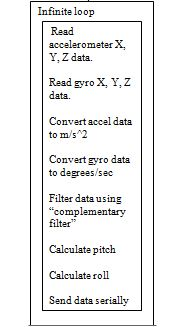 Infinite loop
Read
accelerometer X,
Y, Z data.
Read gyro X, Y, Z
data.
Convert accel data
to m/s^2
Convert gyro data
to degrees/sec
Filter data using
“complementary
filter”
Calculate pitch
Calculate roll
Send data serially